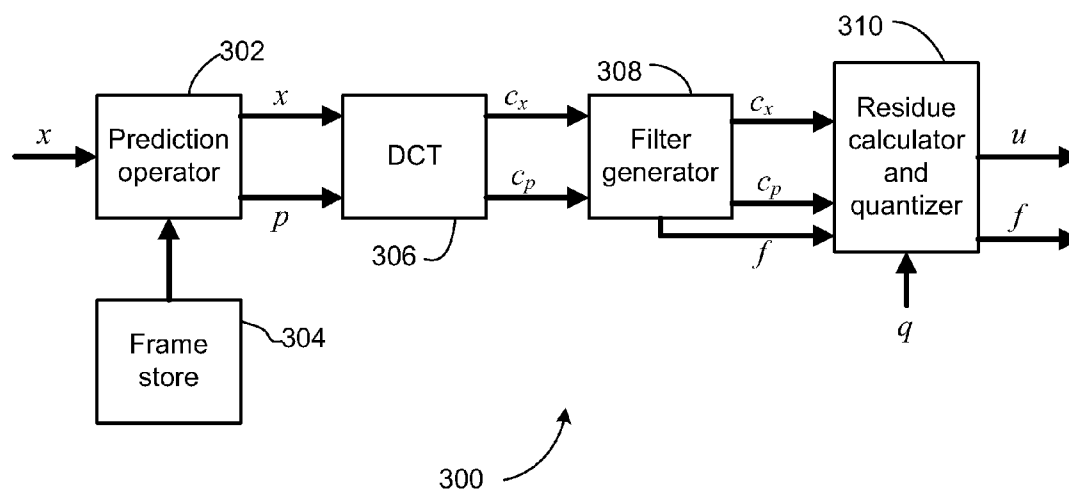 302
310
308
x
x
c_x
c_x
u
Prediction
operator
DCT
Filter
generator
Residue
calculator
and
quantizer
p
c_p
c_p
f
f
306
q
304
Frame
store
300